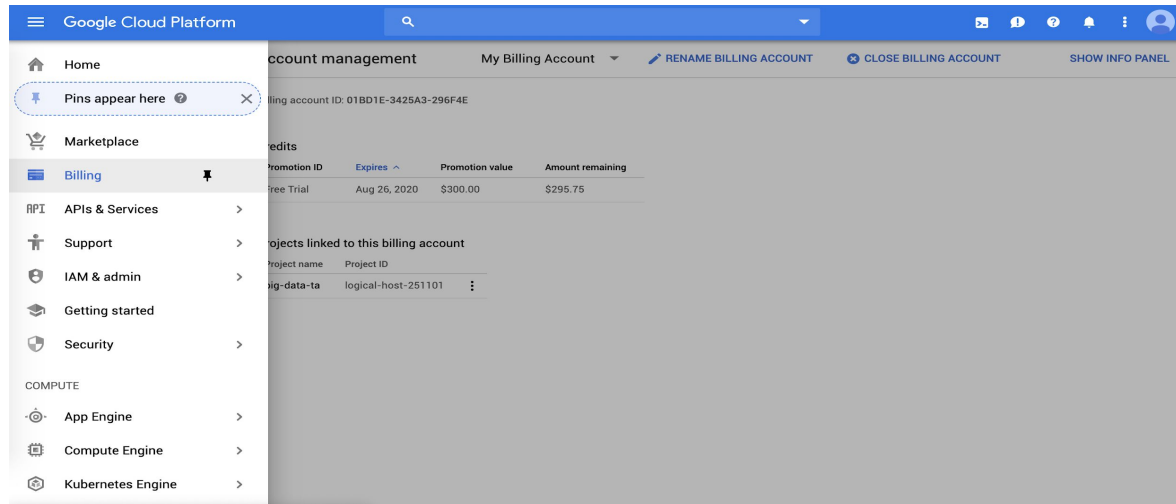 Google Cloud Platform
Home
Pins appear here
Marketplace
Billing
API APIs & Services
Support
IAM & admin
Getting started
Security
COMPUTE
App Engine
Compute Engine
Kubernetes Engine
ccount management My Billing Account RENAME BILLING ACCOUNT CLOSE BILLING ACCOUNT SHOW INFO PANEL
lling account ID: 01BD1E-3425A3-296F4E
redits
Promotion ID Expires Promotion value Amount remaining
Free Trial Aug 26, 2020 $300.00 $295.75
rojects linked to this billing account
Project name Project ID
big-data-ta logical-host-251101